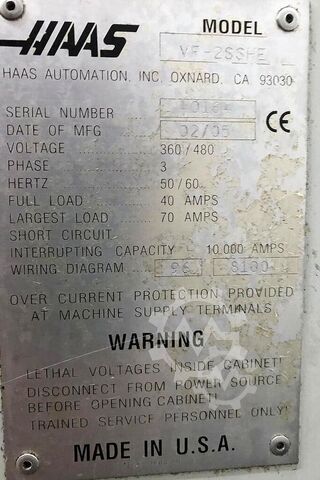 HAAS
MODEL
VF-2SSHE
HAAS AUTOMATION, INC. OXNARD, CA 93030
SERIAL NUMBER
DATE OF MFG 02/05
CE
VOLTAGE 360/480
PHASE 3
HERTZ 50/60
FULL LOAD 40 AMPS
LARGEST LOAD 70 AMPS
SHORT CIRCUIT
INTERRUPTING CAPACITY - 10,000 AMPS
WIRING DIAGRAM 96 8100
OVER CURRENT PROTECTION PROVIDED
AT MACHINE SUPPLY TERMINALS
WARNING
LETHAL VOLTAGES INSIDE CABINET!
DISCONNECT FROM POWER SOURCE
BEFORE OPENING CABINET!
TRAINED SERVICE PERSONNEL ONLY!
MADE IN U.S.A.